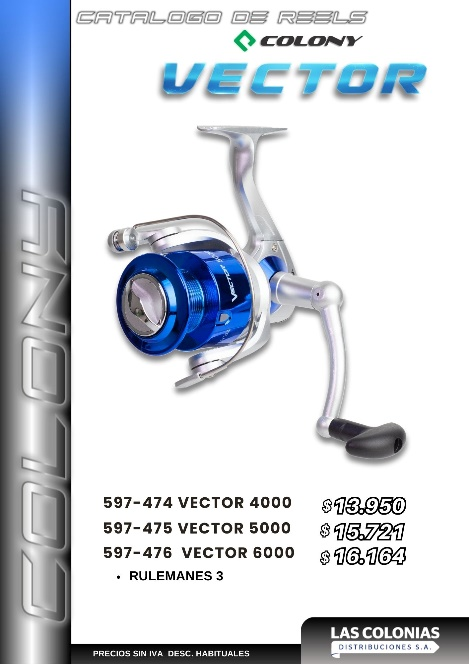 CATALOGO DE REELS
COLONY
VECTOR
COLONY
VECTOR
597-474 VECTOR 4000 $13.950
597-475 VECTOR 5000 $15.721
597-476 VECTOR 6000 $16.164
• RULEMANES 3
PRECIOS SIN IVA DESC. HABITUALES
LAS COLONIAS
DISTRIBUCIONES S.A.